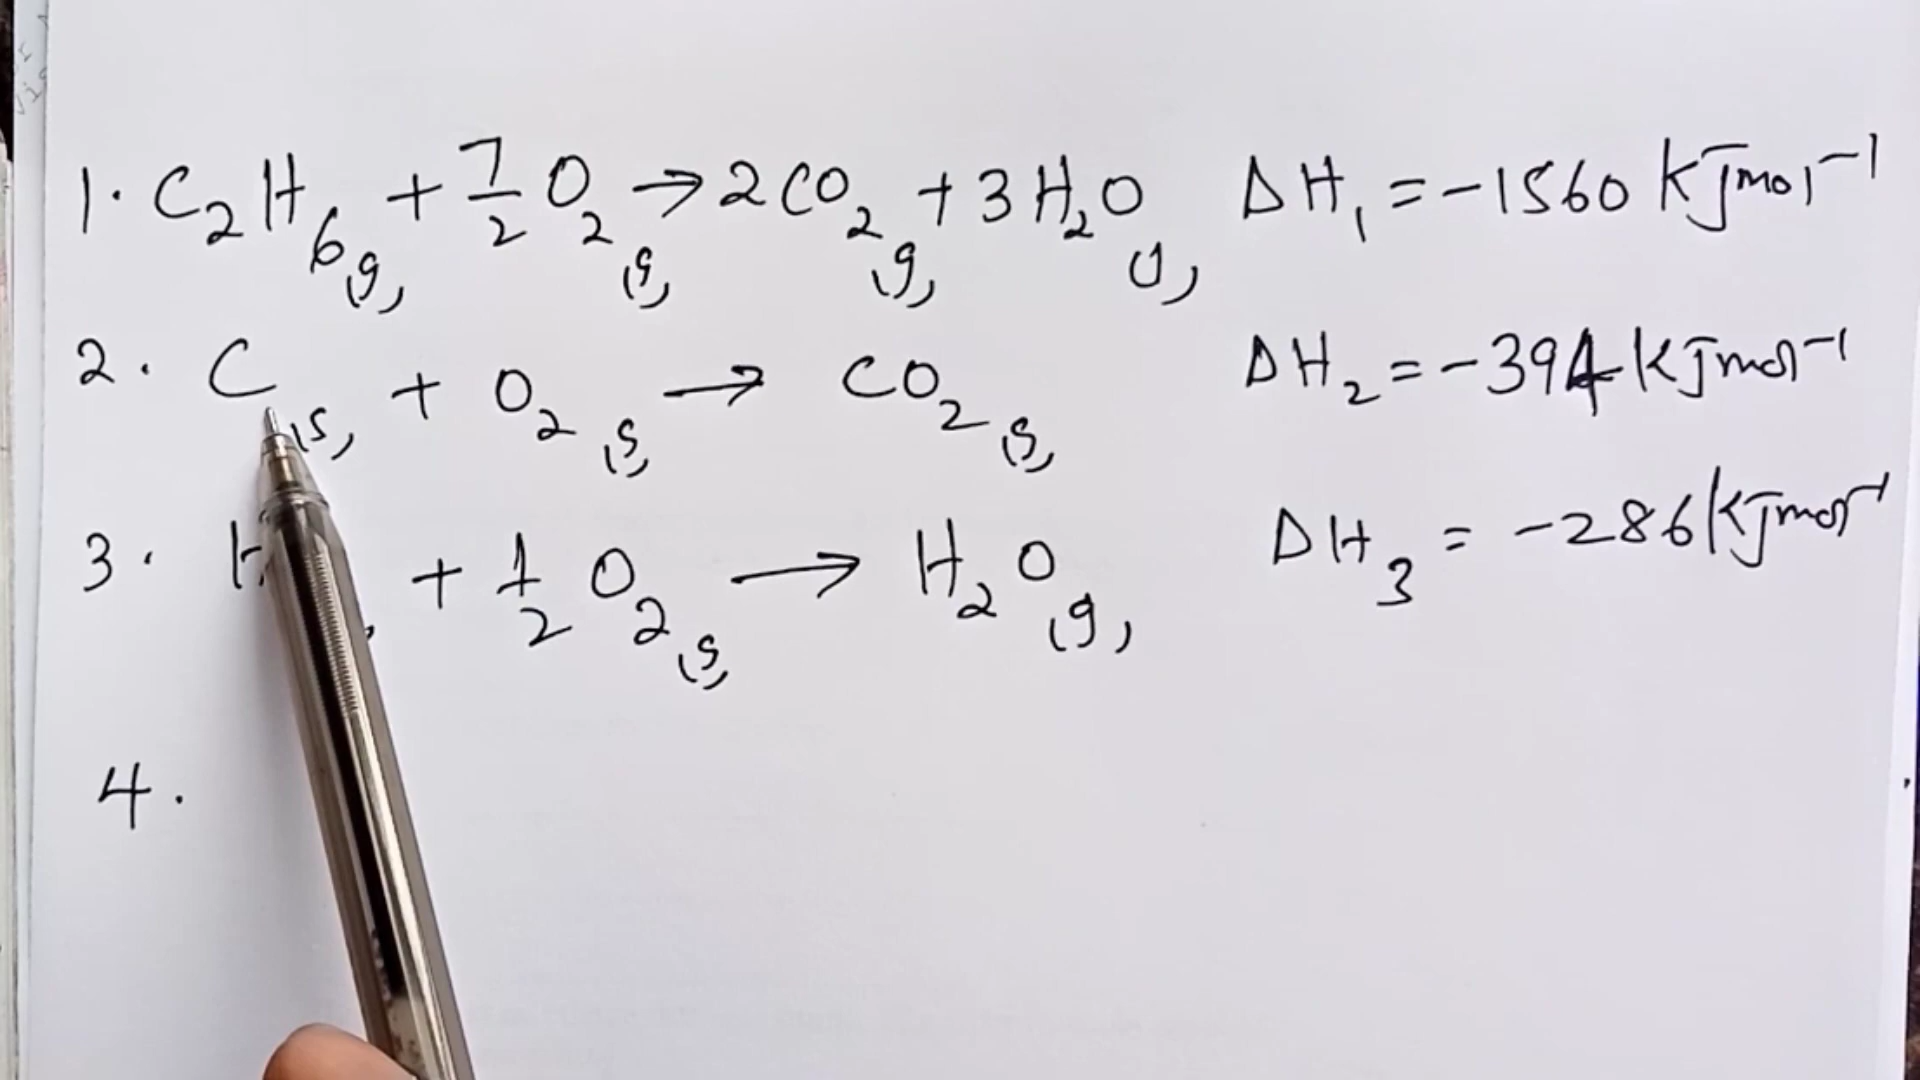 1. C₂H₆(g) + 7/2 O₂(g) → 2CO₂(g) + 3H₂O(l) ΔH₁ = -1560 kJmol⁻¹
2. C(s) + O₂(g) → CO₂(g) ΔH₂ = -394 kJmol⁻¹
3. + 1/2 O₂(g) → H₂O(g) ΔH₃ = -286 kJmol⁻¹
4.